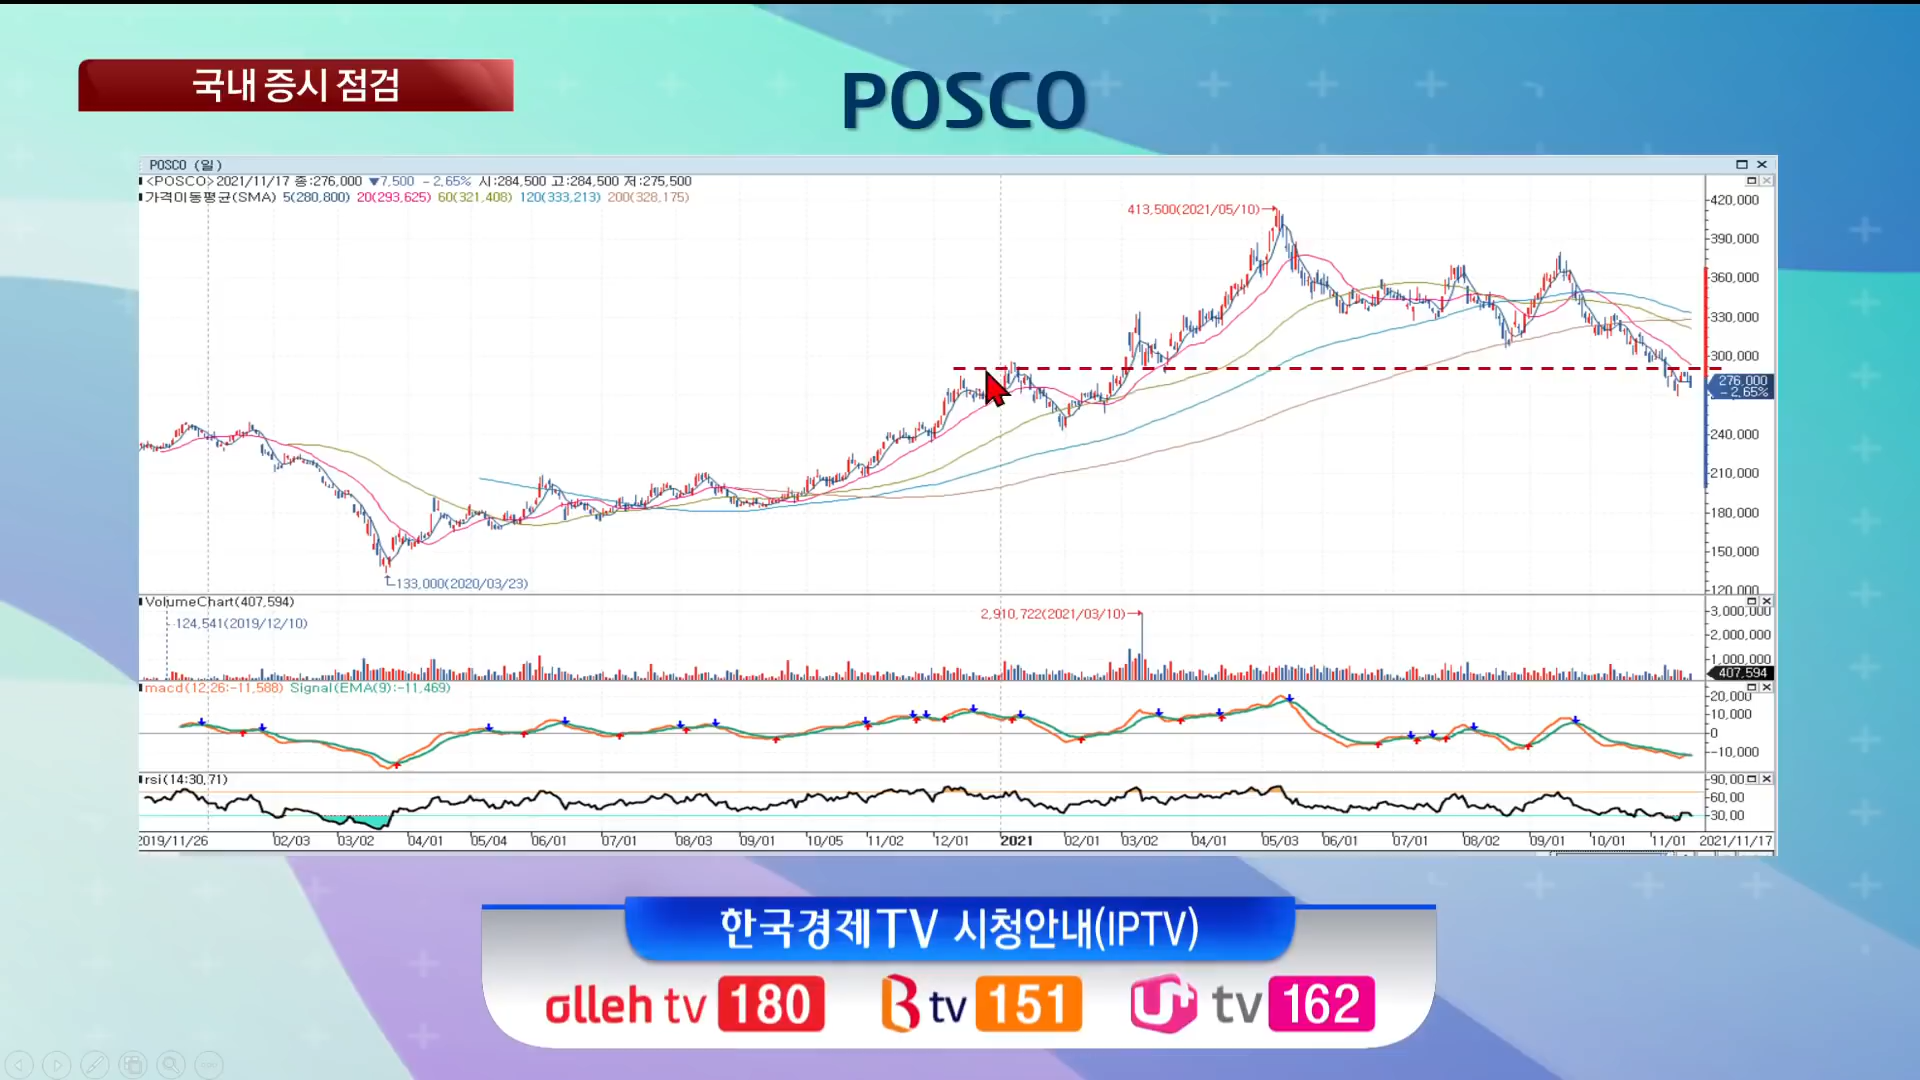 국내 증시 점검
POSCO
POSCO (일)
<POSCO>2021/11/17 종:276,000 ▼7,500 -2,65% 시:284,500 고:284,500 저:275,500
가격이동평균(SMA) 5(280,800) 20(293,625) 60(321,408) 120(333,213) 200(328,175)
413,500(2021/05/10)
420,000
390,000
360,000
330,000
300,000
276,000
-2,65%
240,000
210,000
180,000
150,000
120,000
133,000(2020/03/23)
VolumeChart(407,594)
124,541(2019/12/10)
2,910,722(2021/03/10)
3,000,000
2,000,000
1,000,000
407,594
macd(12,26:-11,588) Signal(EMA(9):-11,469)
20,000
10,000
0
-10,000
rsi(14:30,71)
90,00
60,00
30,00
2019/11/26 02/03 03/02 04/01 05/04 06/01 07/01 08/03 09/01 10/05 11/02 12/01 2021 02/01 03/02 04/01 05/03 06/01 07/01 08/02 09/01 10/01 11/01 2021/11/17
한국경제TV 시청안내(IPTV)
olleh tv 180 B tv 151 U+ tv 162